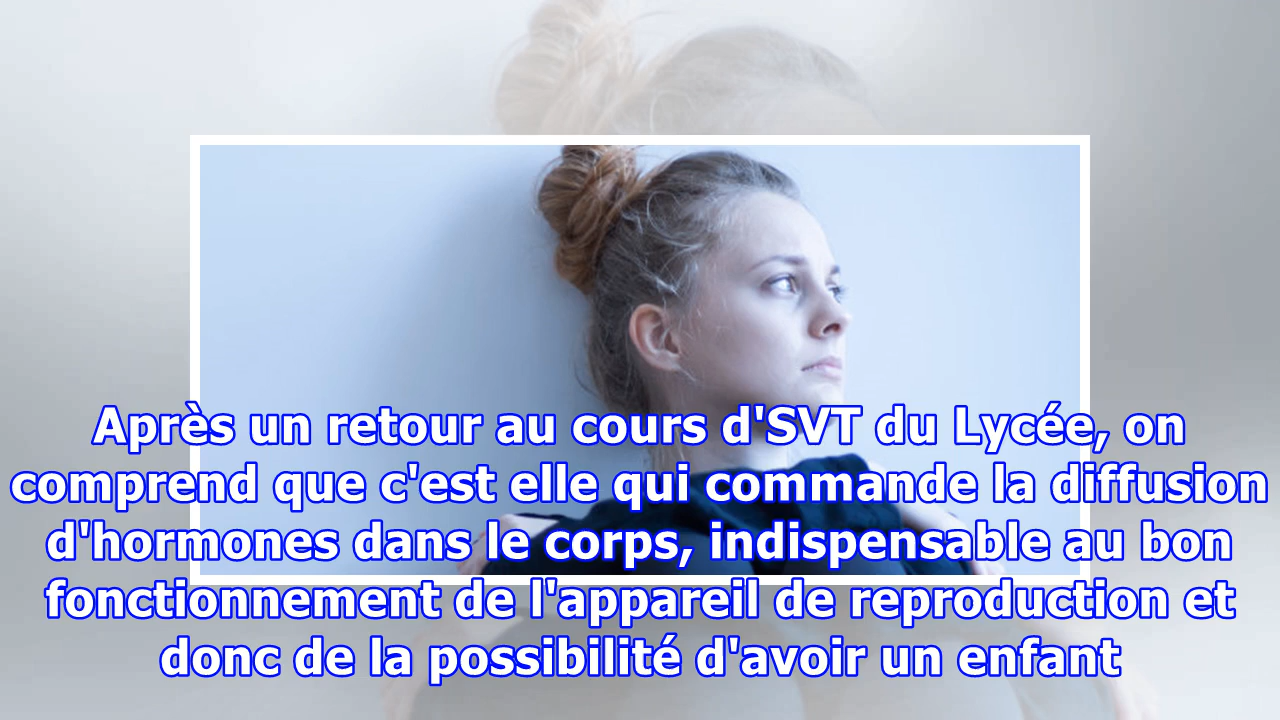 Après un retour au cours d'SVT du Lycée, on
comprend que c'est elle qui commande la diffusion
d'hormones dans le corps, indispensable au bon
fonctionnement de l'appareil de reproduction et
donc de la possibilité d'avoir un enfant